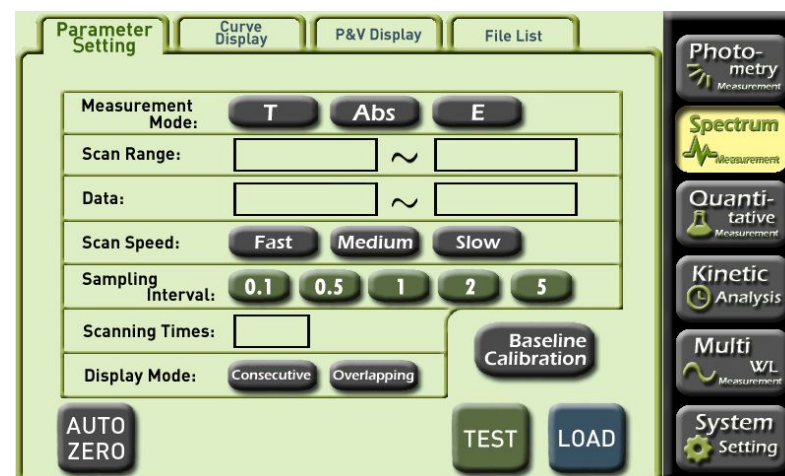 Parameter
Setting
Curve
Display
P&V Display
File List
Measurement
Mode:
T
Abs
E
Scan Range:
~
Data:
~
Scan Speed:
Fast
Medium
Slow
Sampling
Interval:
0.1
0.5
1
2
5
Scanning Times:
Display Mode:
Consecutive
Overlapping
Baseline
Calibration
AUTO
ZERO
TEST
LOAD
Photo-
metry
Measurement
Spectrum
Measurement
Quanti-
tative
Measurement
Kinetic
Analysis
Multi
WL
Measurement
System
Setting